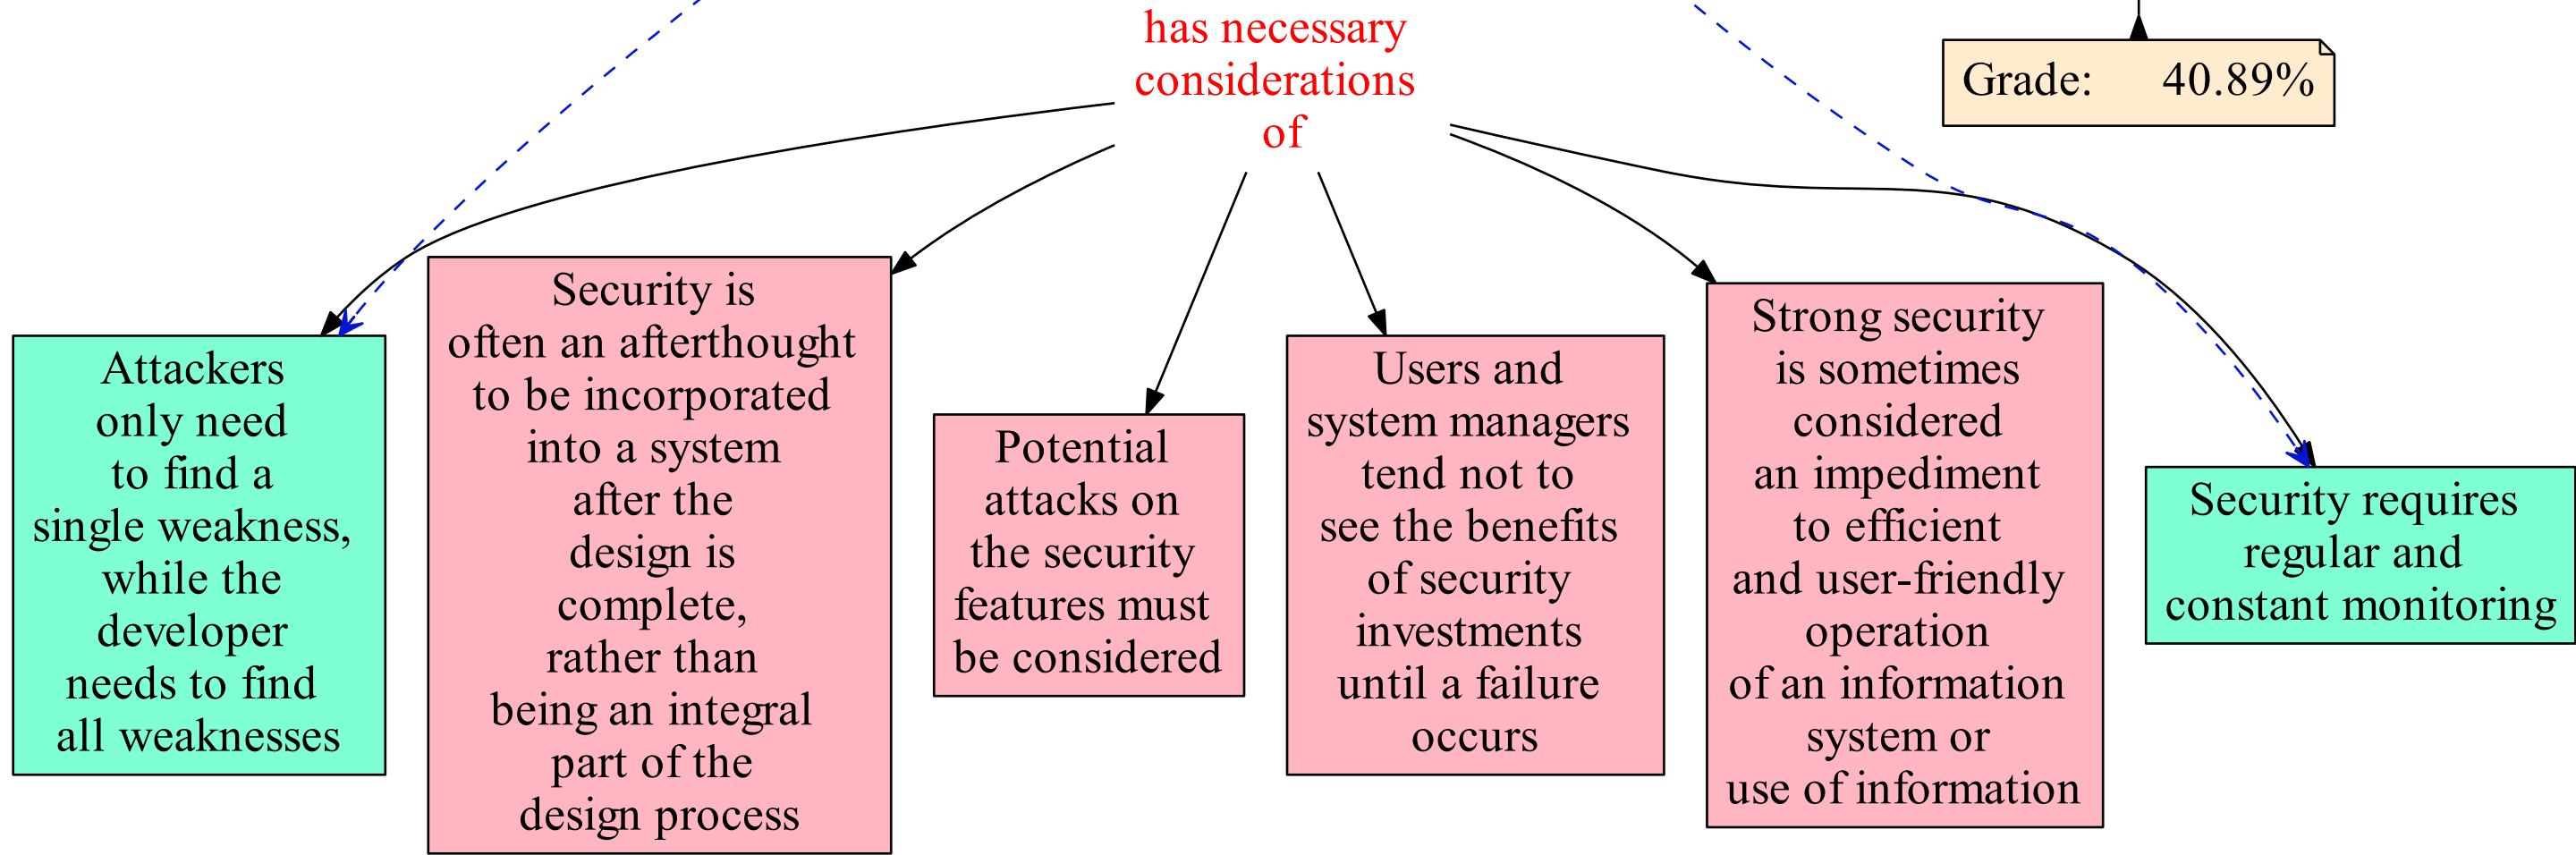 has necessary
considerations
of
Grade: 40.89%
Attackers
only need
to find a
single weakness,
while the
developer
needs to find
all weaknesses
Security is
often an afterthought
to be incorporated
into a system
after the
design is
complete,
rather than
being an integral
part of the
design process
Potential
attacks on
the security
features must
be considered
Users and
system managers
tend not to
see the benefits
of security
investments
until a failure
occurs
Strong security
is sometimes
considered
an impediment
to efficient
and user-friendly
operation
of an information
system or
use of information
Security requires
regular and
constant monitoring